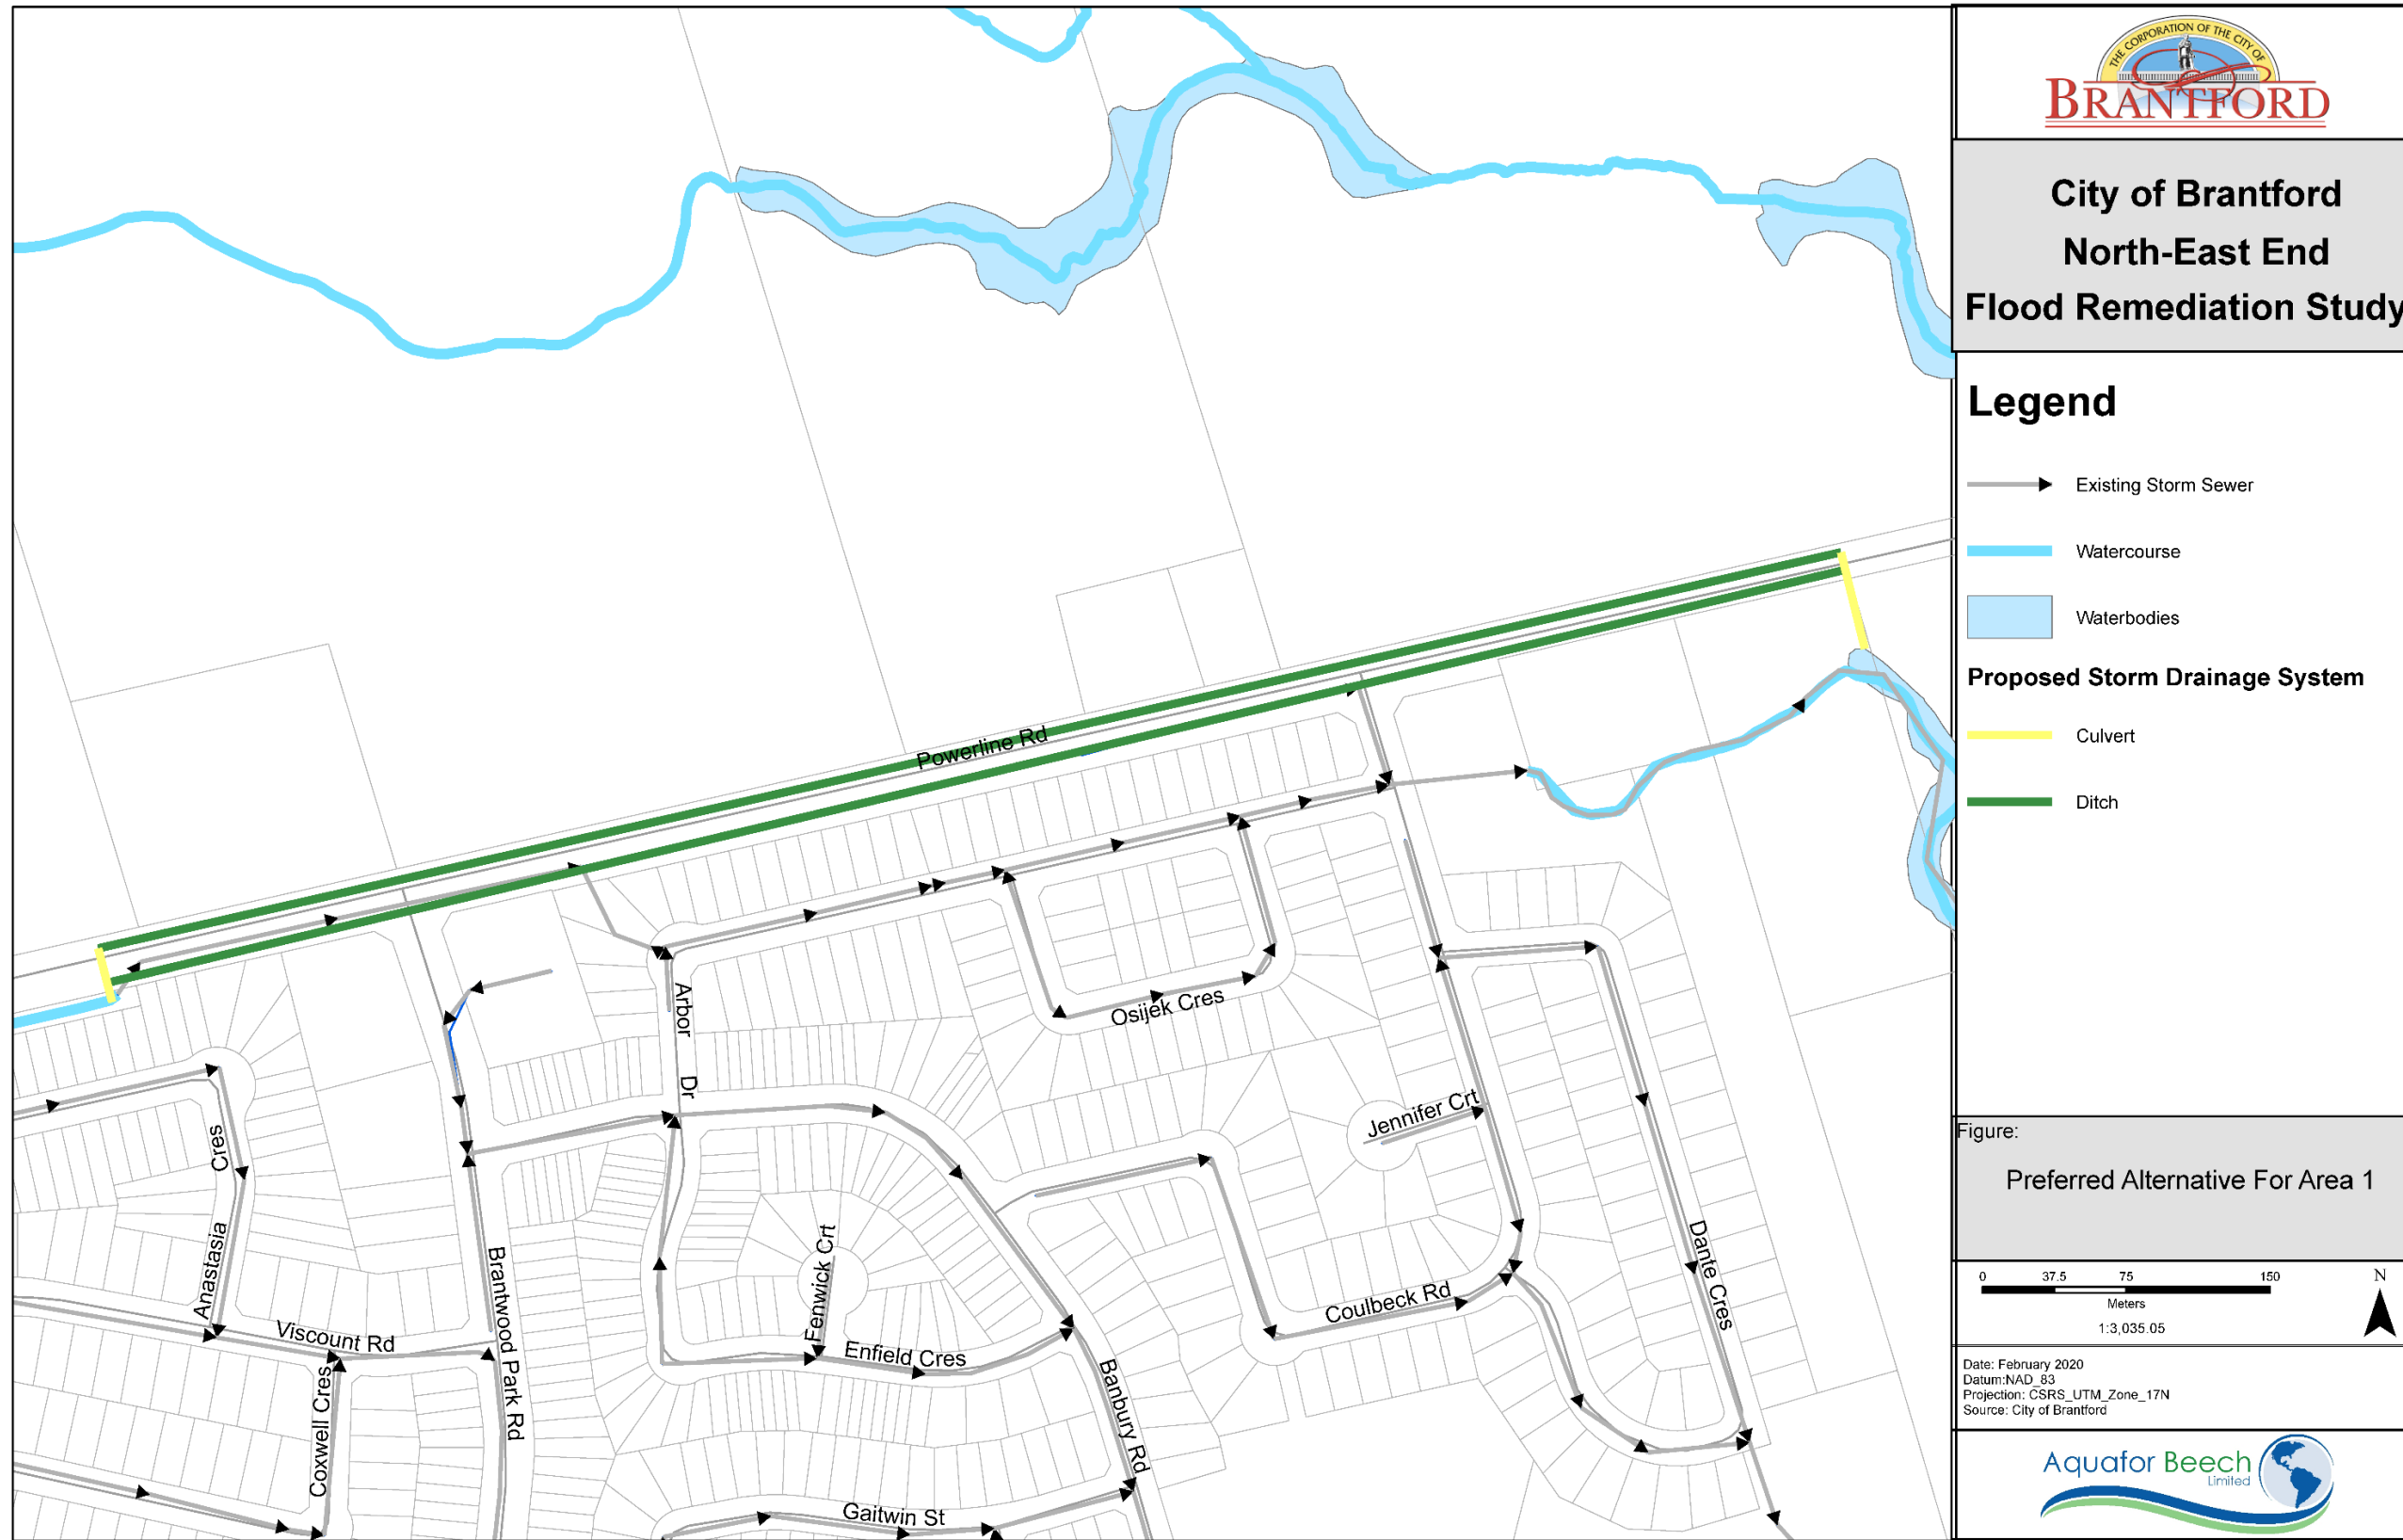 THE CORPORATION OF THE CITY OF
BRANTFORD
City of Brantford
North-East End
Flood Remediation Study
Legend
Existing Storm Sewer
Watercourse
Waterbodies
Proposed Storm Drainage System
Culvert
Ditch
Figure:
Preferred Alternative For Area 1
0 37.5 75 150
Meters
1:3,035.05
N
Date: February 2020
Datum:NAD_83
Projection: CSRS_UTM_Zone_17N
Source: City of Brantford
Aquafor Beech
Limited
Powerline Rd
Arbor Dr
Osijek Cres
Jennifer Crt
Anastasia Cres
Viscount Rd
Coxwell Cres
Brantwood Park Rd
Fenwick Crt
Enfield Cres
Banbury Rd
Coulbeck Rd
Dante Cres
Gaitwin St